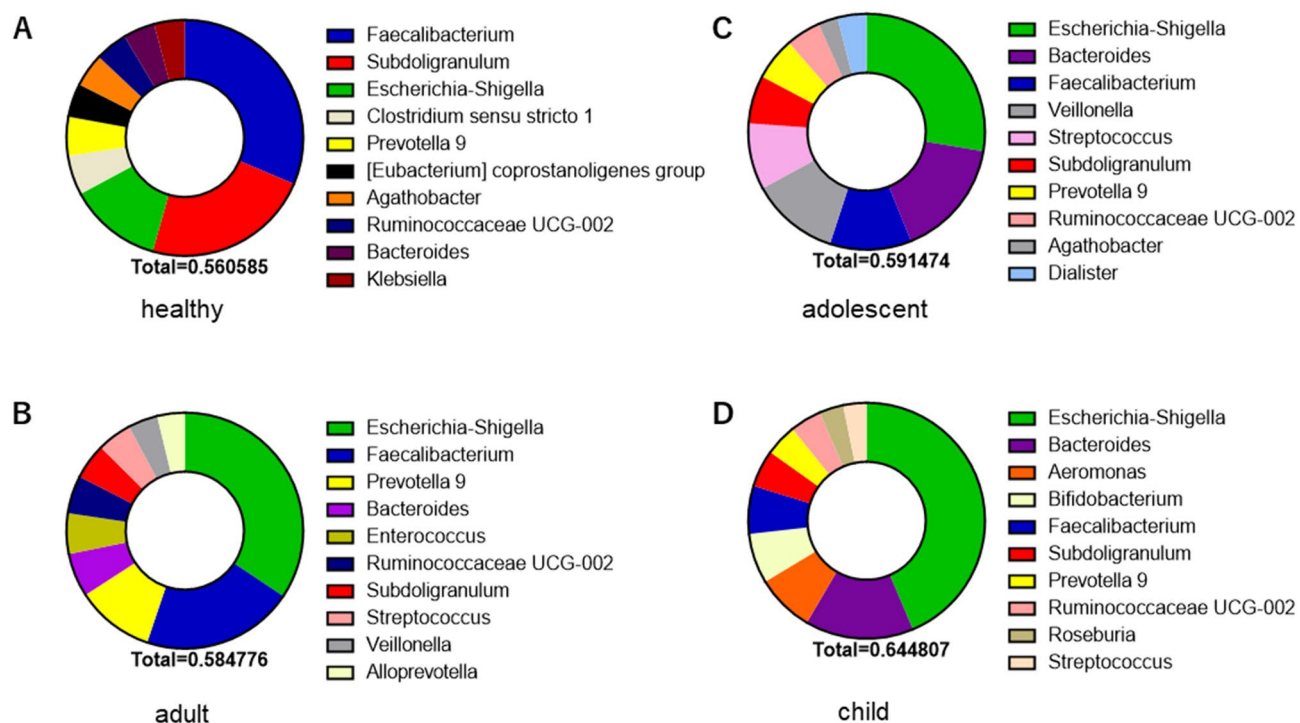 A
Faecalibacterium
Subdoligranulum
Escherichia-Shigella
Clostridium sensu stricto 1
Prevotella 9
[Eubacterium] coprostanoligenes group
Agathobacter
Ruminococcaceae UCG-002
Bacteroides
Klebsiella
Total=0.560585
healthy
C
Escherichia-Shigella
Bacteroides
Faecalibacterium
Veillonella
Streptococcus
Subdoligranulum
Prevotella 9
Ruminococcaceae UCG-002
Agathobacter
Dialister
Total=0.591474
adolescent
B
Escherichia-Shigella
Faecalibacterium
Prevotella 9
Bacteroides
Enterococcus
Ruminococcaceae UCG-002
Subdoligranulum
Streptococcus
Veillonella
Alloprevotella
Total=0.584776
adult
D
Escherichia-Shigella
Bacteroides
Aeromonas
Bifidobacterium
Faecalibacterium
Subdoligranulum
Prevotella 9
Ruminococcaceae UCG-002
Roseburia
Streptococcus
Total=0.644807
child